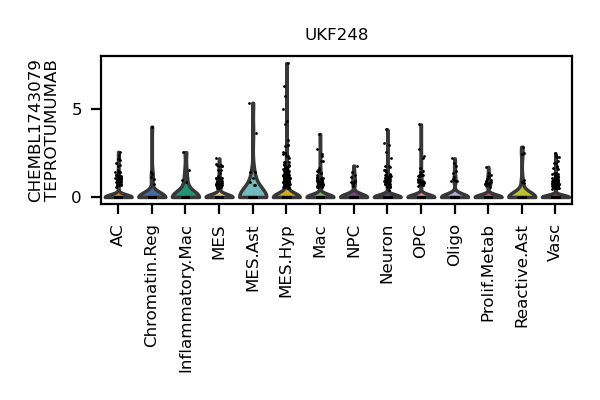 UKF248
CHEMBL1743079
TEPROTUMUMAB
5
0
AC
Chromatin.Reg
Inflammatory.Mac
MES
MES.Ast
MES.Hyp
Mac
NPC
Neuron
OPC
Oligo
Prolif.Metab
Reactive.Ast
Vasc